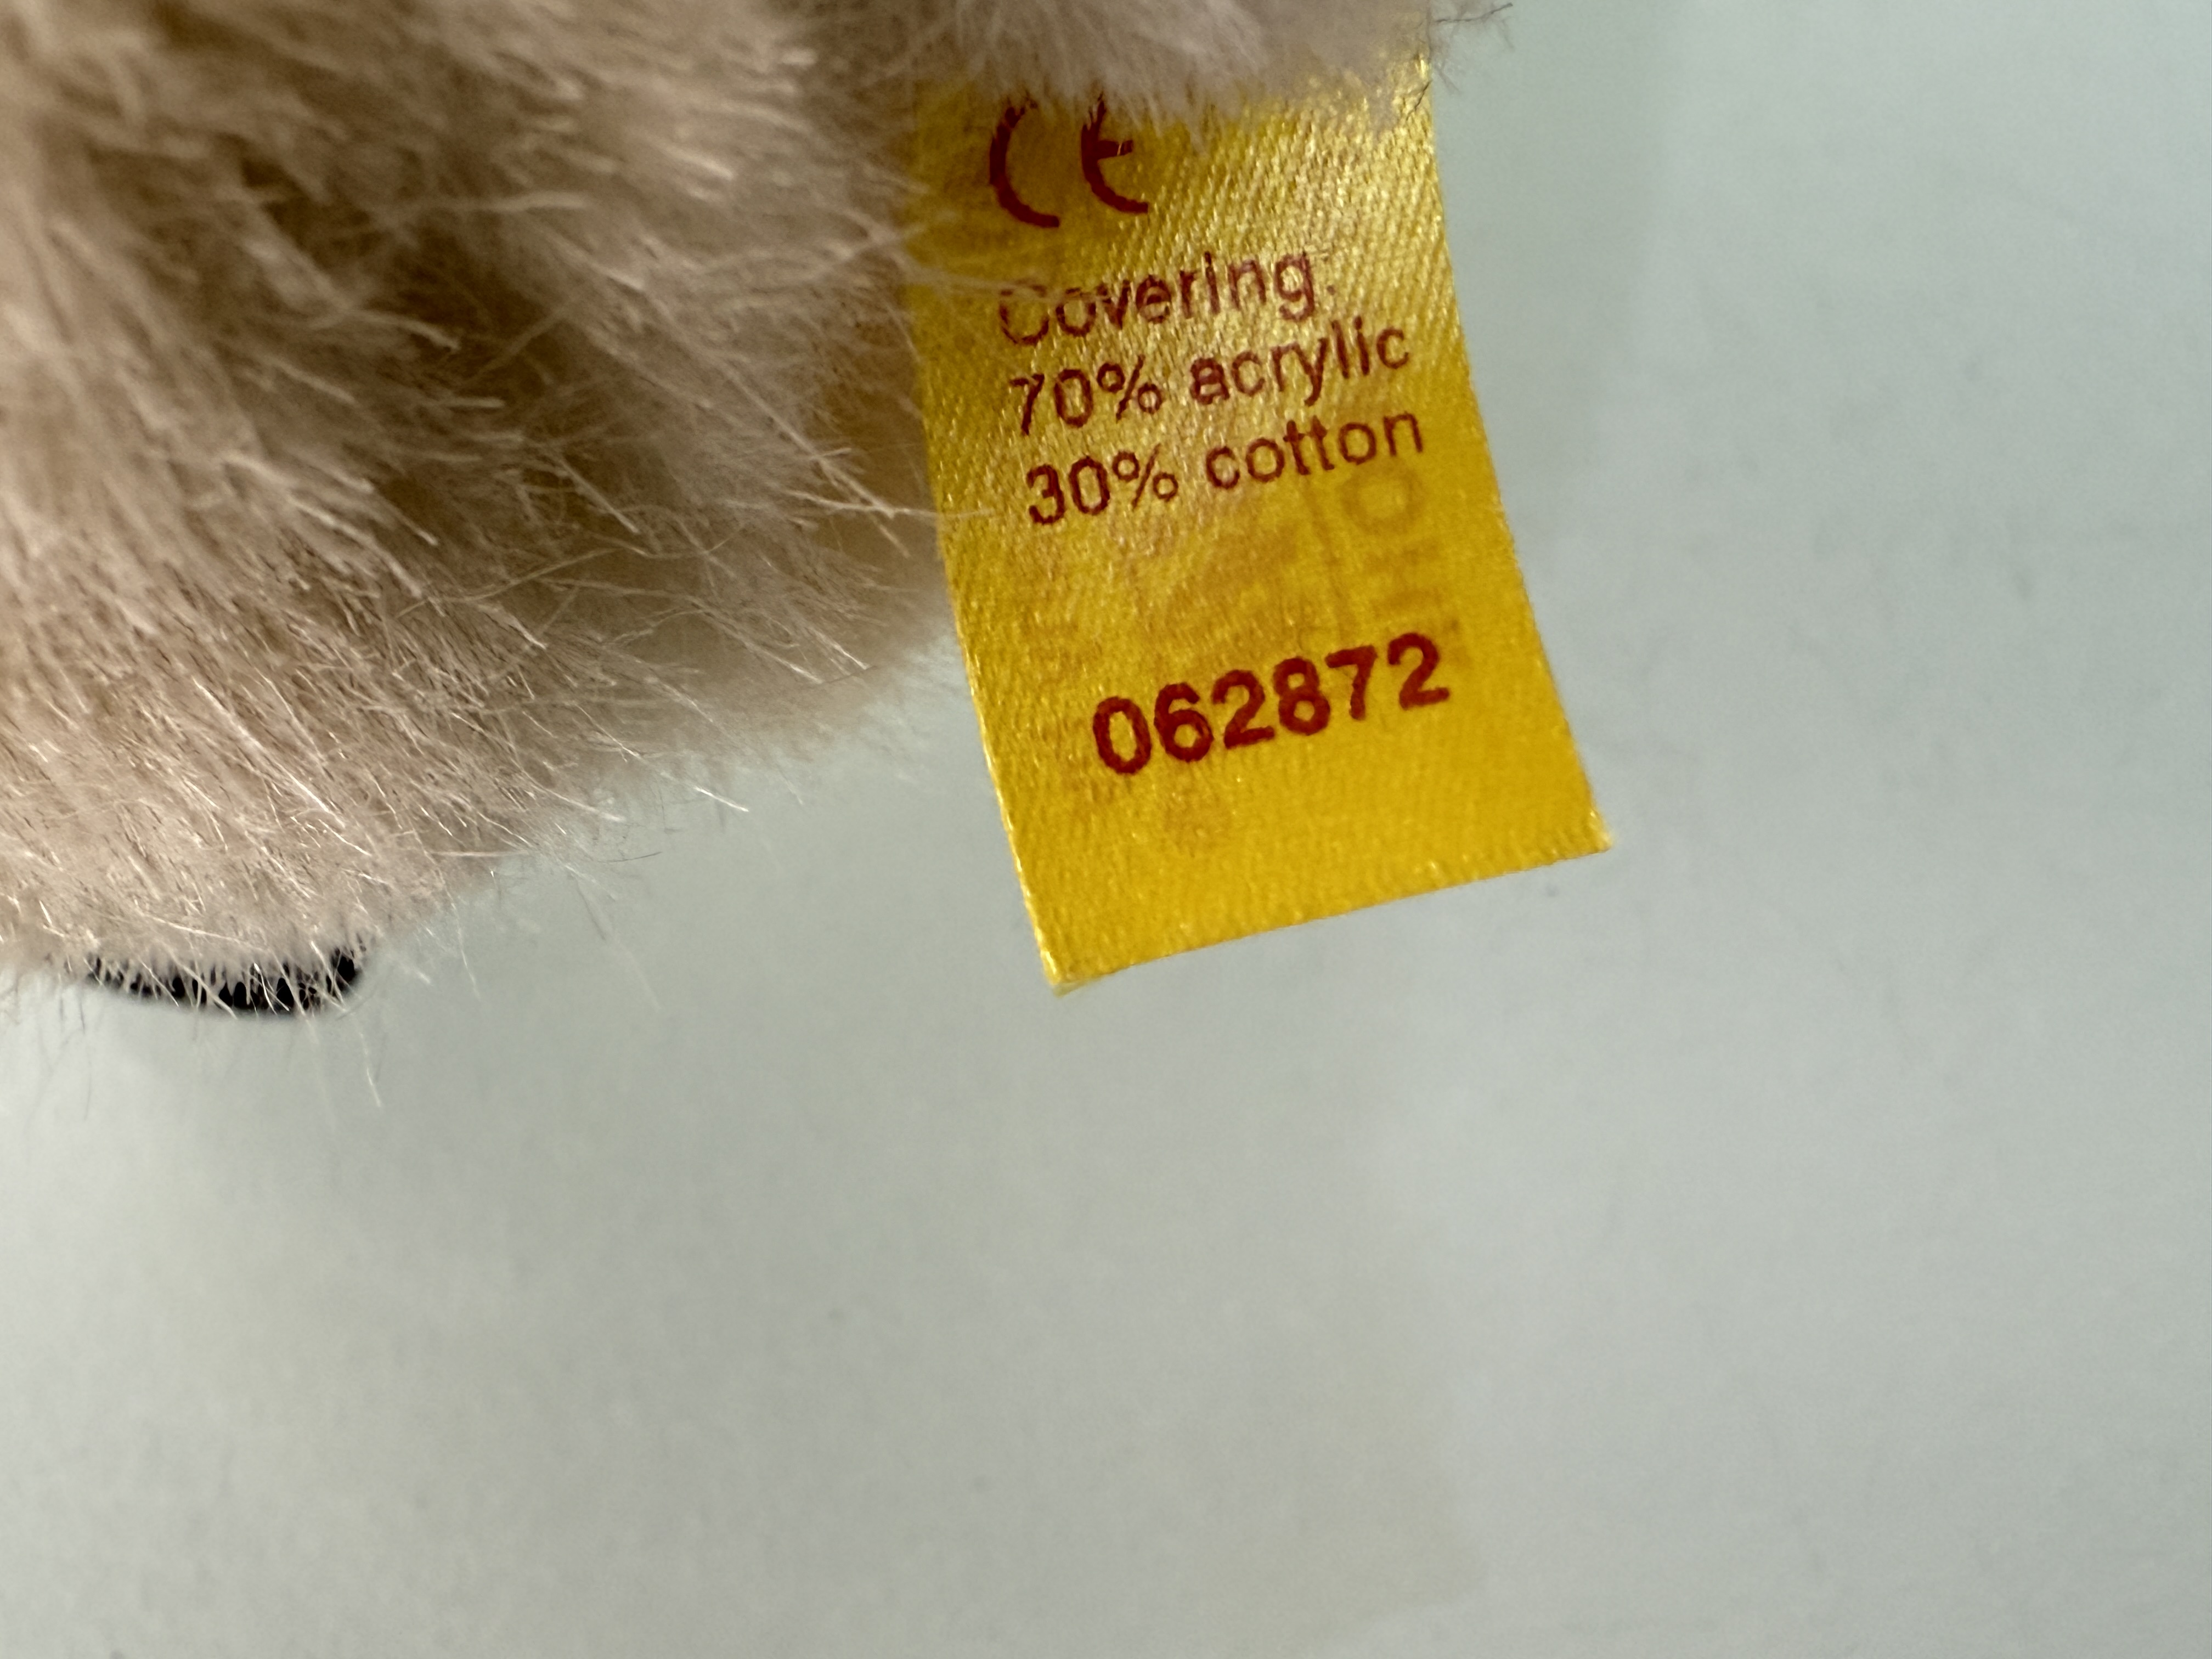 CE
Covering:
70% acrylic
30% cotton
062872